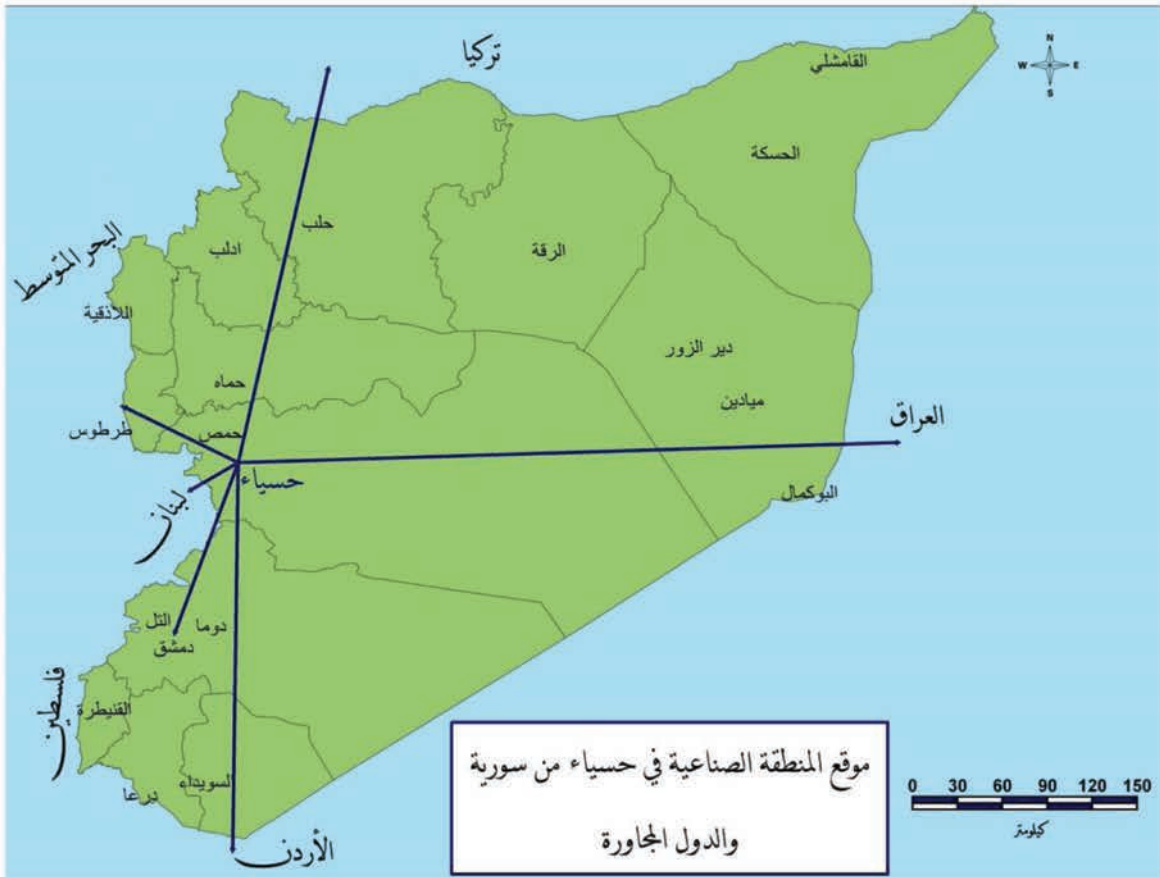 تركيا
القامشلي
N
W E
S
الحسكة
حلب
ادلب
الرقة
البحر المتوسط
اللاذقية
دير الزور
حماه
ميادين
العراق
طرطوس
حمص
حسياء
البوكمال
لبنان
التل
دوما
دمشق
فلسطين
القنيطرة
السويداء
درعا
الأردن
موقع المنطقة الصناعية في حسياء من سورية
والدول المجاورة
0 30 60 90 120 150
كيلومتر